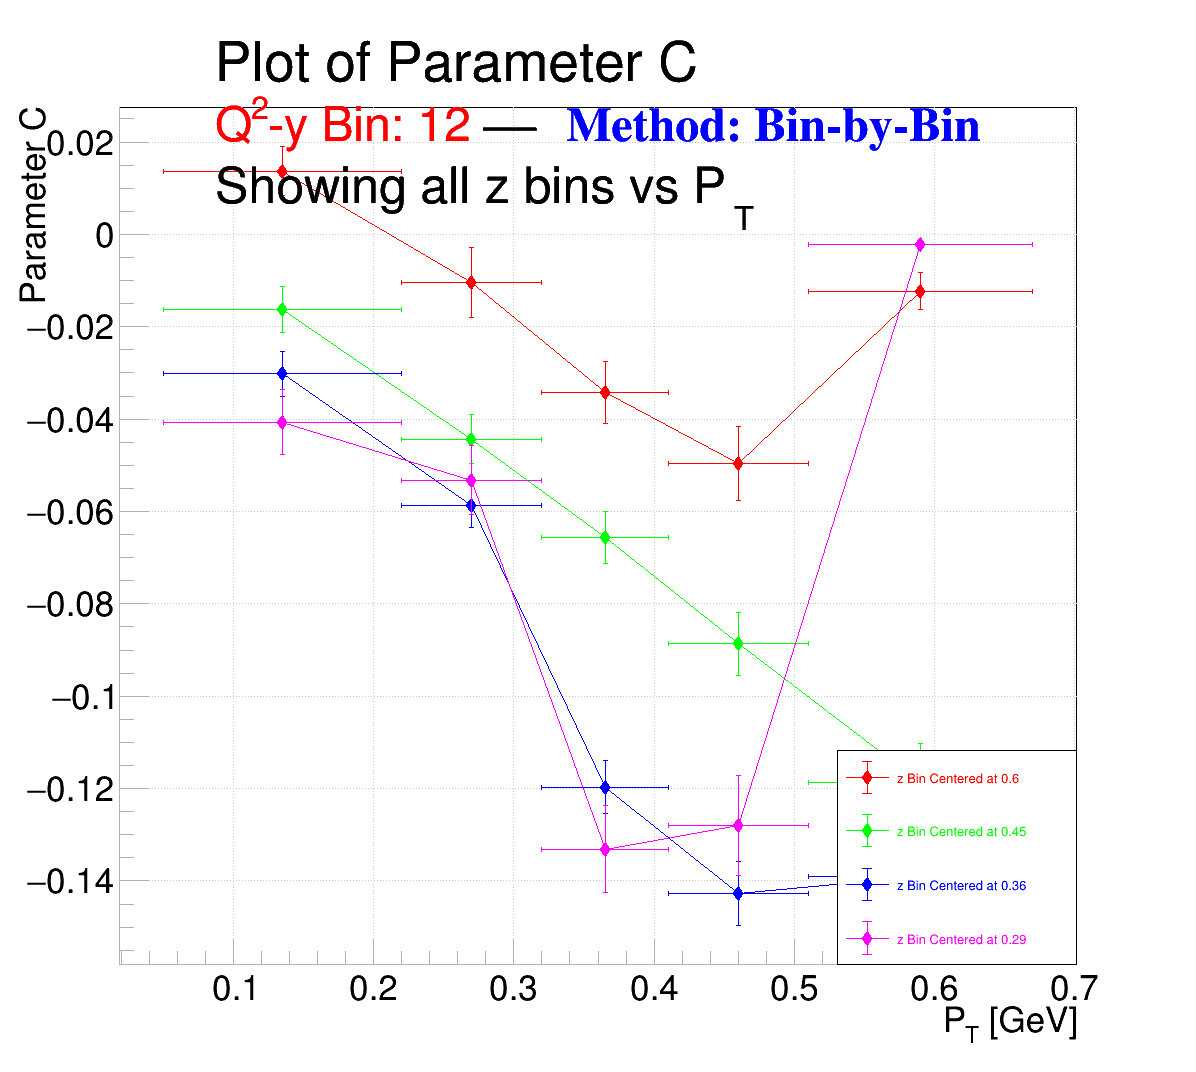 Plot of Parameter C
Q²-y Bin: 12 — Method: Bin-by-Bin
Showing all z bins vs P_T
Parameter C
0.02
0
−0.02
−0.04
−0.06
−0.08
−0.1
−0.12
−0.14
z Bin Centered at 0.6
z Bin Centered at 0.45
z Bin Centered at 0.36
z Bin Centered at 0.29
0.1 0.2 0.3 0.4 0.5 0.6 0.7
P_T [GeV]